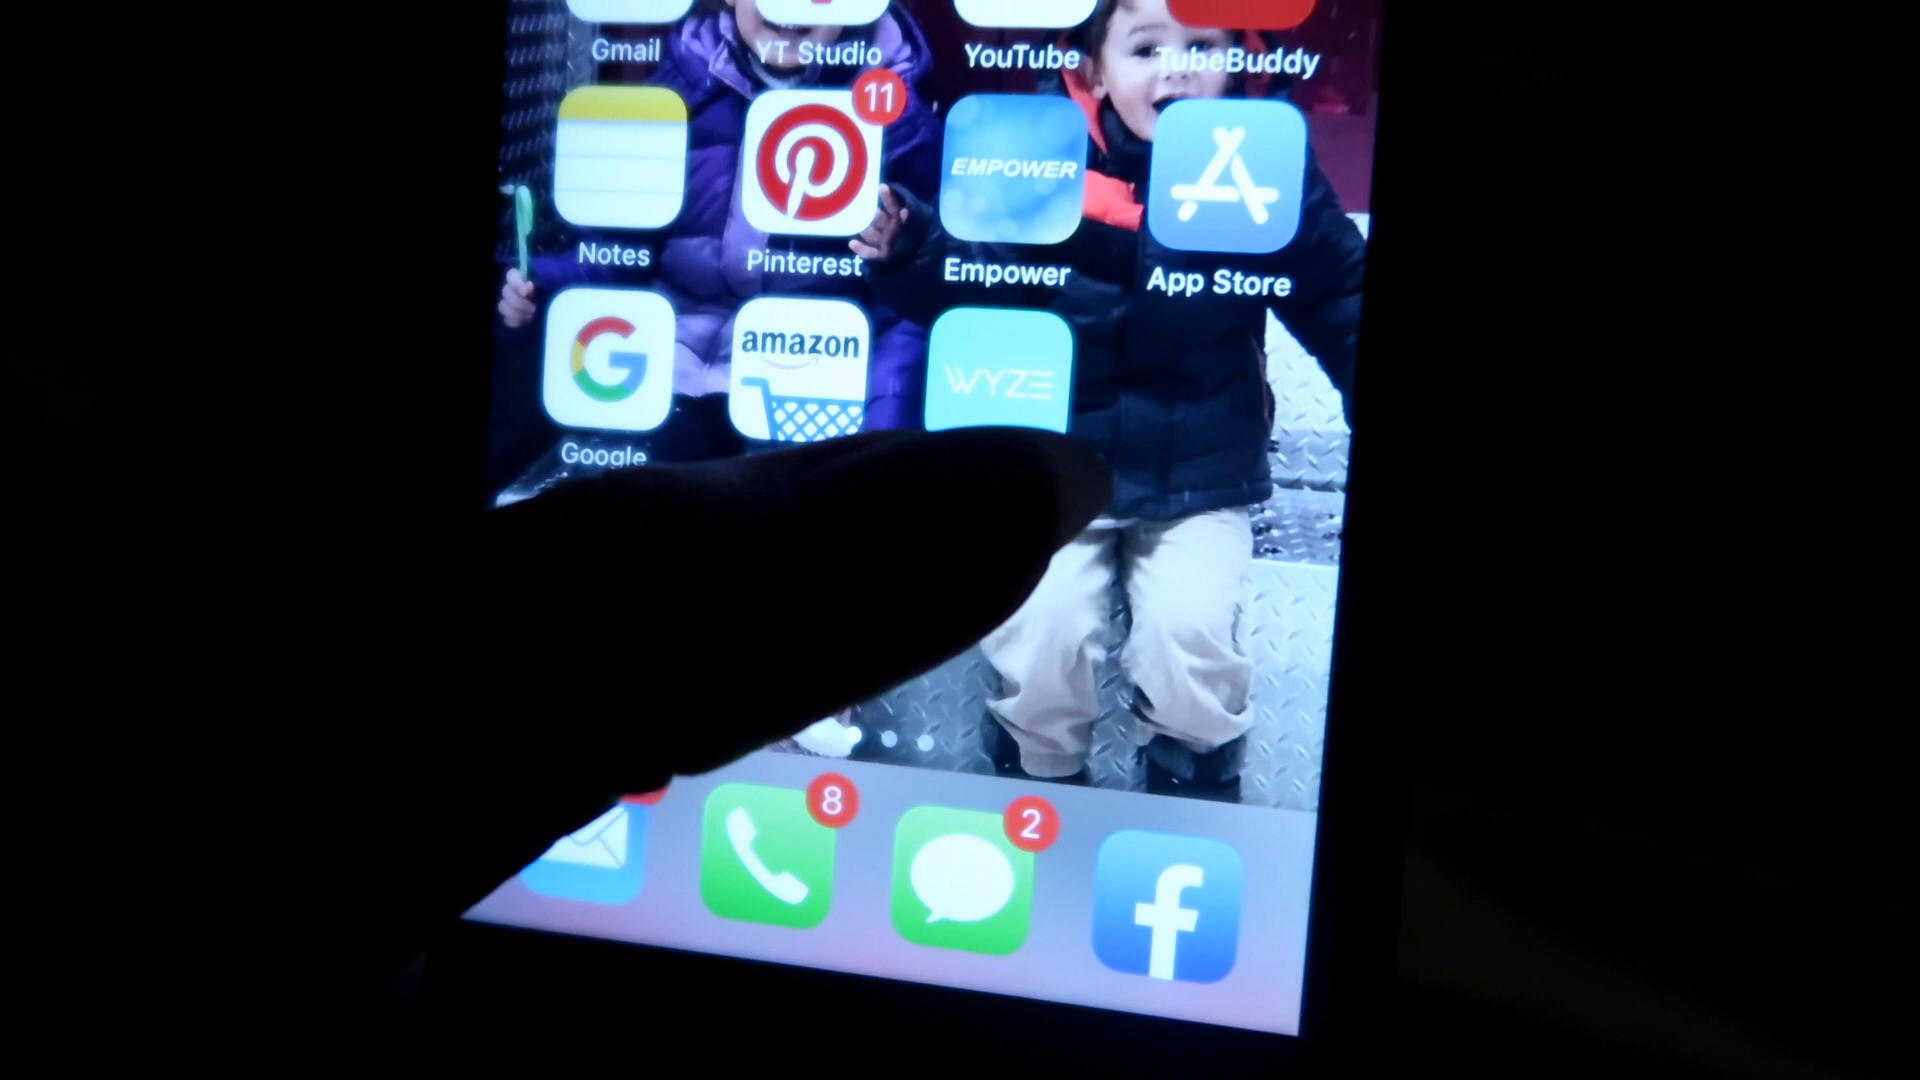 Gmail
YT Studio
YouTube
TubeBuddy
11
EMPOWER
Notes
Pinterest
Empower
App Store
amazon
WYZE
Google
8
2